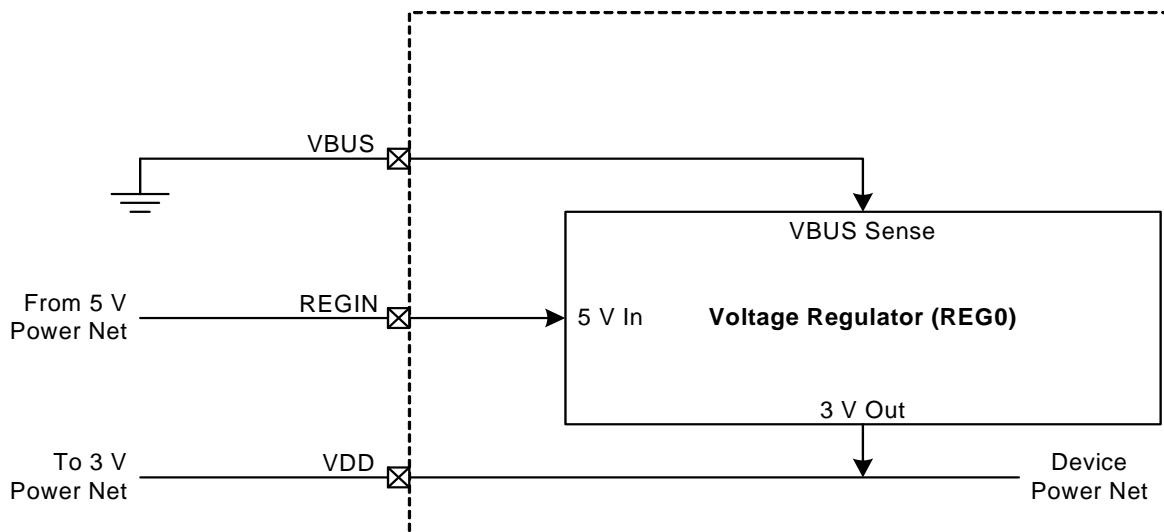 VBUS
VBUS Sense
From 5 V
Power Net
REGIN
5 V In
Voltage Regulator (REG0)
3 V Out
To 3 V
Power Net
VDD
Device
Power Net